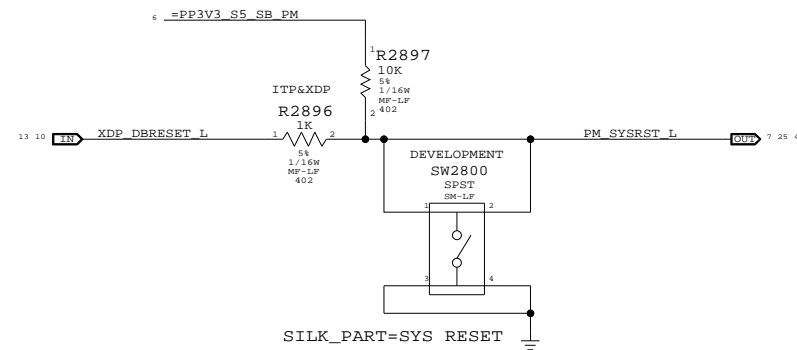 6 =PP3V3_S5_SB_PM
1
R2897
10K
5%
1/16W
MF-LF
402
2
ITP&XDP
R2896
1K
13 10 IN XDP_DBRESET_L 1 2 PM_SYSRST_L OUT 7 25 4
5%
1/16W
MF-LF
402
DEVELOPMENT
SW2800
SPST
SM-LF
1 2
3 4
SILK_PART=SYS RESET